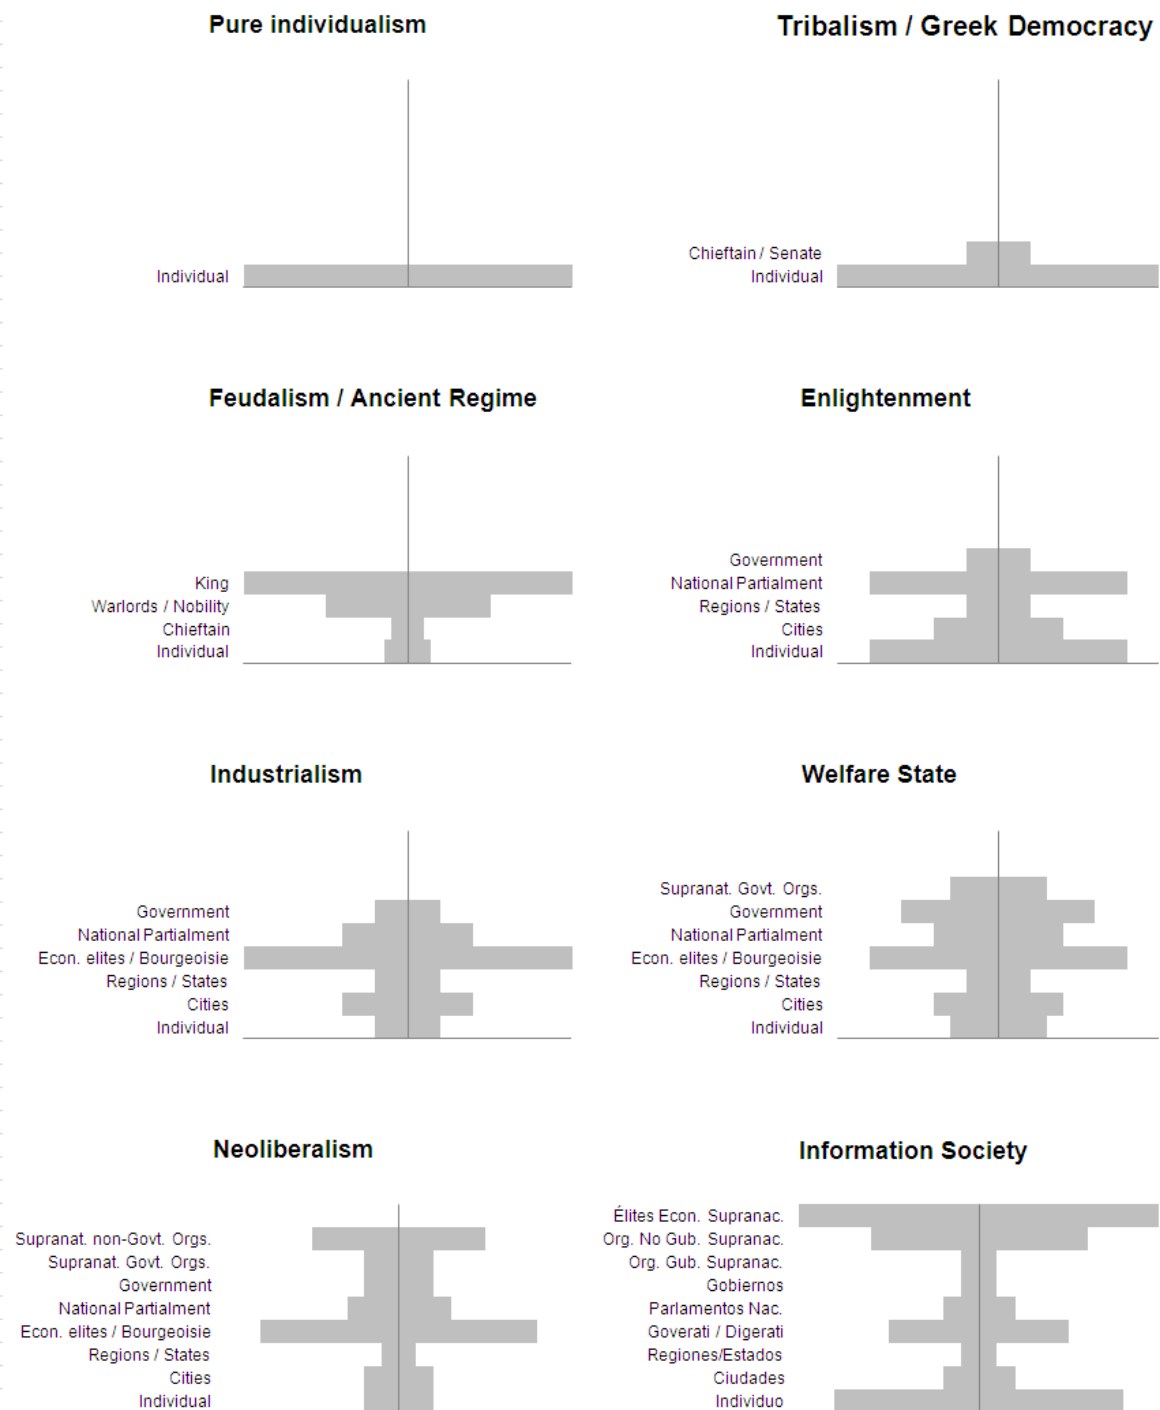 Pure individualism
Individual
Tribalism / Greek Democracy
Chieftain / Senate
Individual
Feudalism / Ancient Regime
King
Warlords / Nobility
Chieftain
Individual
Enlightenment
Government
National Partialment
Regions / States
Cities
Individual
Industrialism
Government
National Partialment
Econ. elites / Bourgeoisie
Regions / States
Cities
Individual
Welfare State
Supranat. Govt. Orgs.
Government
National Partialment
Econ. elites / Bourgeoisie
Regions / States
Cities
Individual
Neoliberalism
Supranat. non-Govt. Orgs.
Supranat. Govt. Orgs.
Government
National Partialment
Econ. elites / Bourgeoisie
Regions / States
Cities
Individual
Information Society
Élites Econ. Supranac.
Org. No Gub. Supranac.
Org. Gub. Supranac.
Gobiernos
Parlamentos Nac.
Goverati / Digerati
Regiones/Estados
Ciudades
Individuo